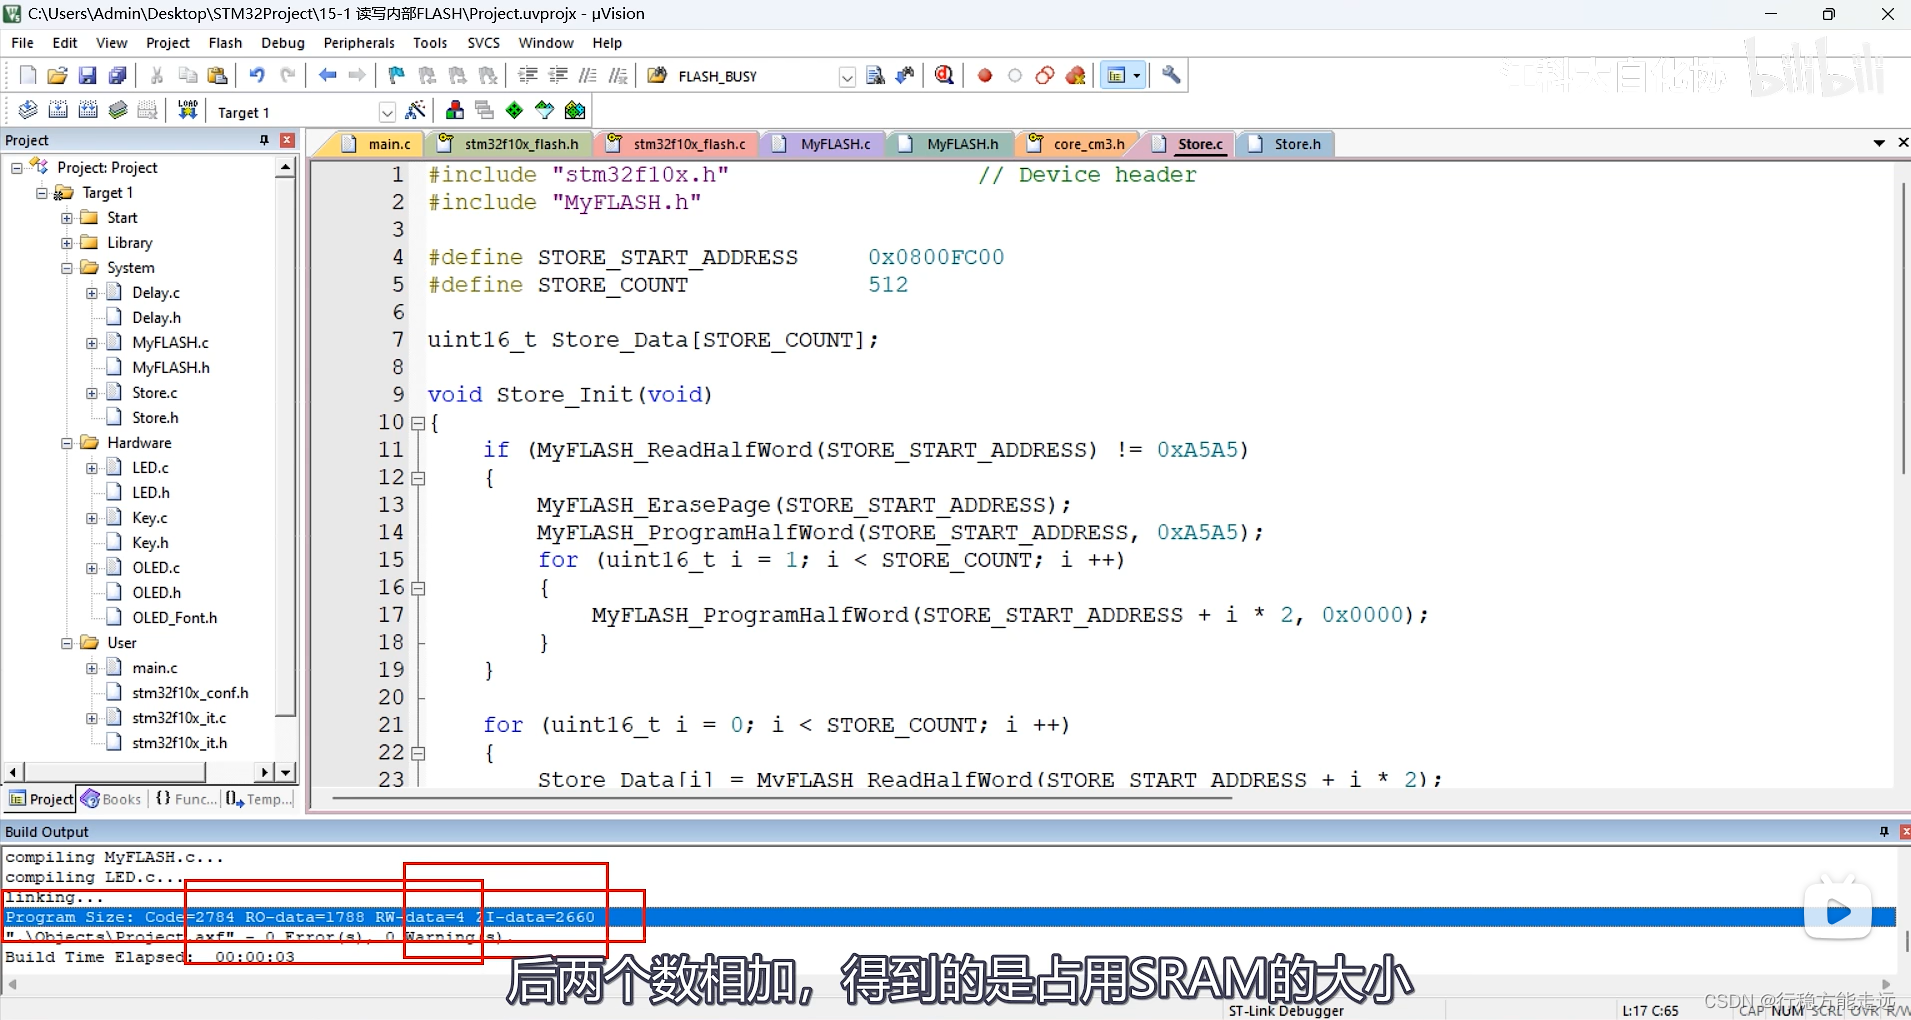 C:\Users\Admin\Desktop\STM32Project\15-1 读写内部FLASH\Project.uvprojx - µVision
File Edit View Project Flash Debug Peripherals Tools SVCS Window Help
FLASH_BUSY
江科大自化协 bilibili
LOAD Target 1
Project
main.c stm32f10x_flash.h stm32f10x_flash.c MyFLASH.c MyFLASH.h core_cm3.h Store.c Store.h
Project: Project
Target 1
Start
Library
System
Delay.c
Delay.h
MyFLASH.c
MyFLASH.h
Store.c
Store.h
Hardware
LED.c
LED.h
Key.c
Key.h
OLED.c
OLED.h
OLED_Font.h
User
main.c
stm32f10x_conf.h
stm32f10x_it.c
stm32f10x_it.h
Project Books {} Func... Temp...
1 #include "stm32f10x.h" // Device header
2 #include "MyFLASH.h"
3
4 #define STORE_START_ADDRESS 0x0800FC00
5 #define STORE_COUNT 512
6
7 uint16_t Store_Data[STORE_COUNT];
8
9 void Store_Init(void)
10 {
11 if (MyFLASH_ReadHalfWord(STORE_START_ADDRESS) != 0xA5A5)
12 {
13 MyFLASH_ErasePage(STORE_START_ADDRESS);
14 MyFLASH_ProgramHalfWord(STORE_START_ADDRESS, 0xA5A5);
15 for (uint16_t i = 1; i < STORE_COUNT; i ++)
16 {
17 MyFLASH_ProgramHalfWord(STORE_START_ADDRESS + i * 2, 0x0000);
18 }
19 }
20
21 for (uint16_t i = 0; i < STORE_COUNT; i ++)
22 {
23 Store_Data[i] = MyFLASH_ReadHalfWord(STORE_START_ADDRESS + i * 2);
Build Output
compiling MyFLASH.c...
compiling LED.c...
linking...
Program Size: Code=2784 RO-data=1788 RW-data=4 ZI-data=2660
".\Objects\Project.axf" - 0 Error(s), 0 Warning(s).
Build Time Elapsed: 00:00:03
后两个数相加，得到的是占用SRAM的大小
ST-Link Debugger L:17 C:65 CAP NUM SCRL OVR R/W
CSDN @行稳方能走远